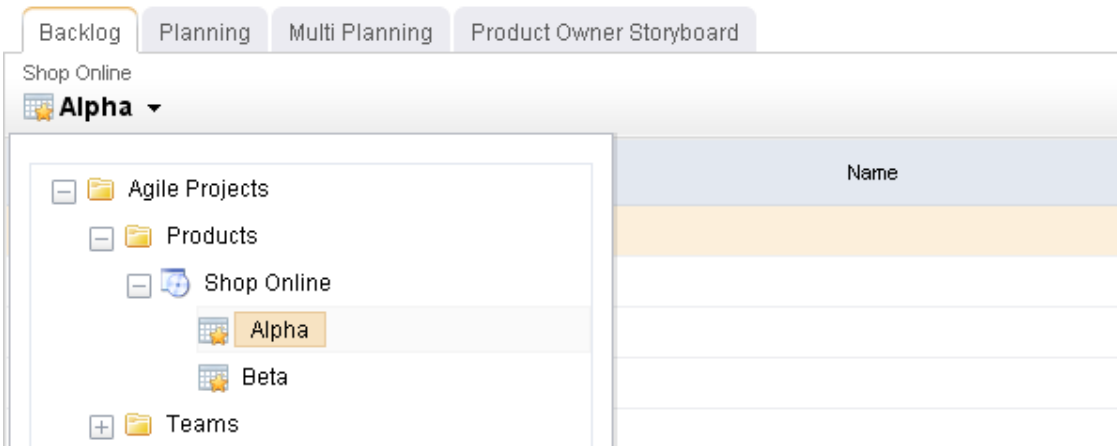 Backlog Planning Multi Planning Product Owner Storyboard
Shop Online
Alpha
Name
Agile Projects
Products
Shop Online
Alpha
Beta
Teams